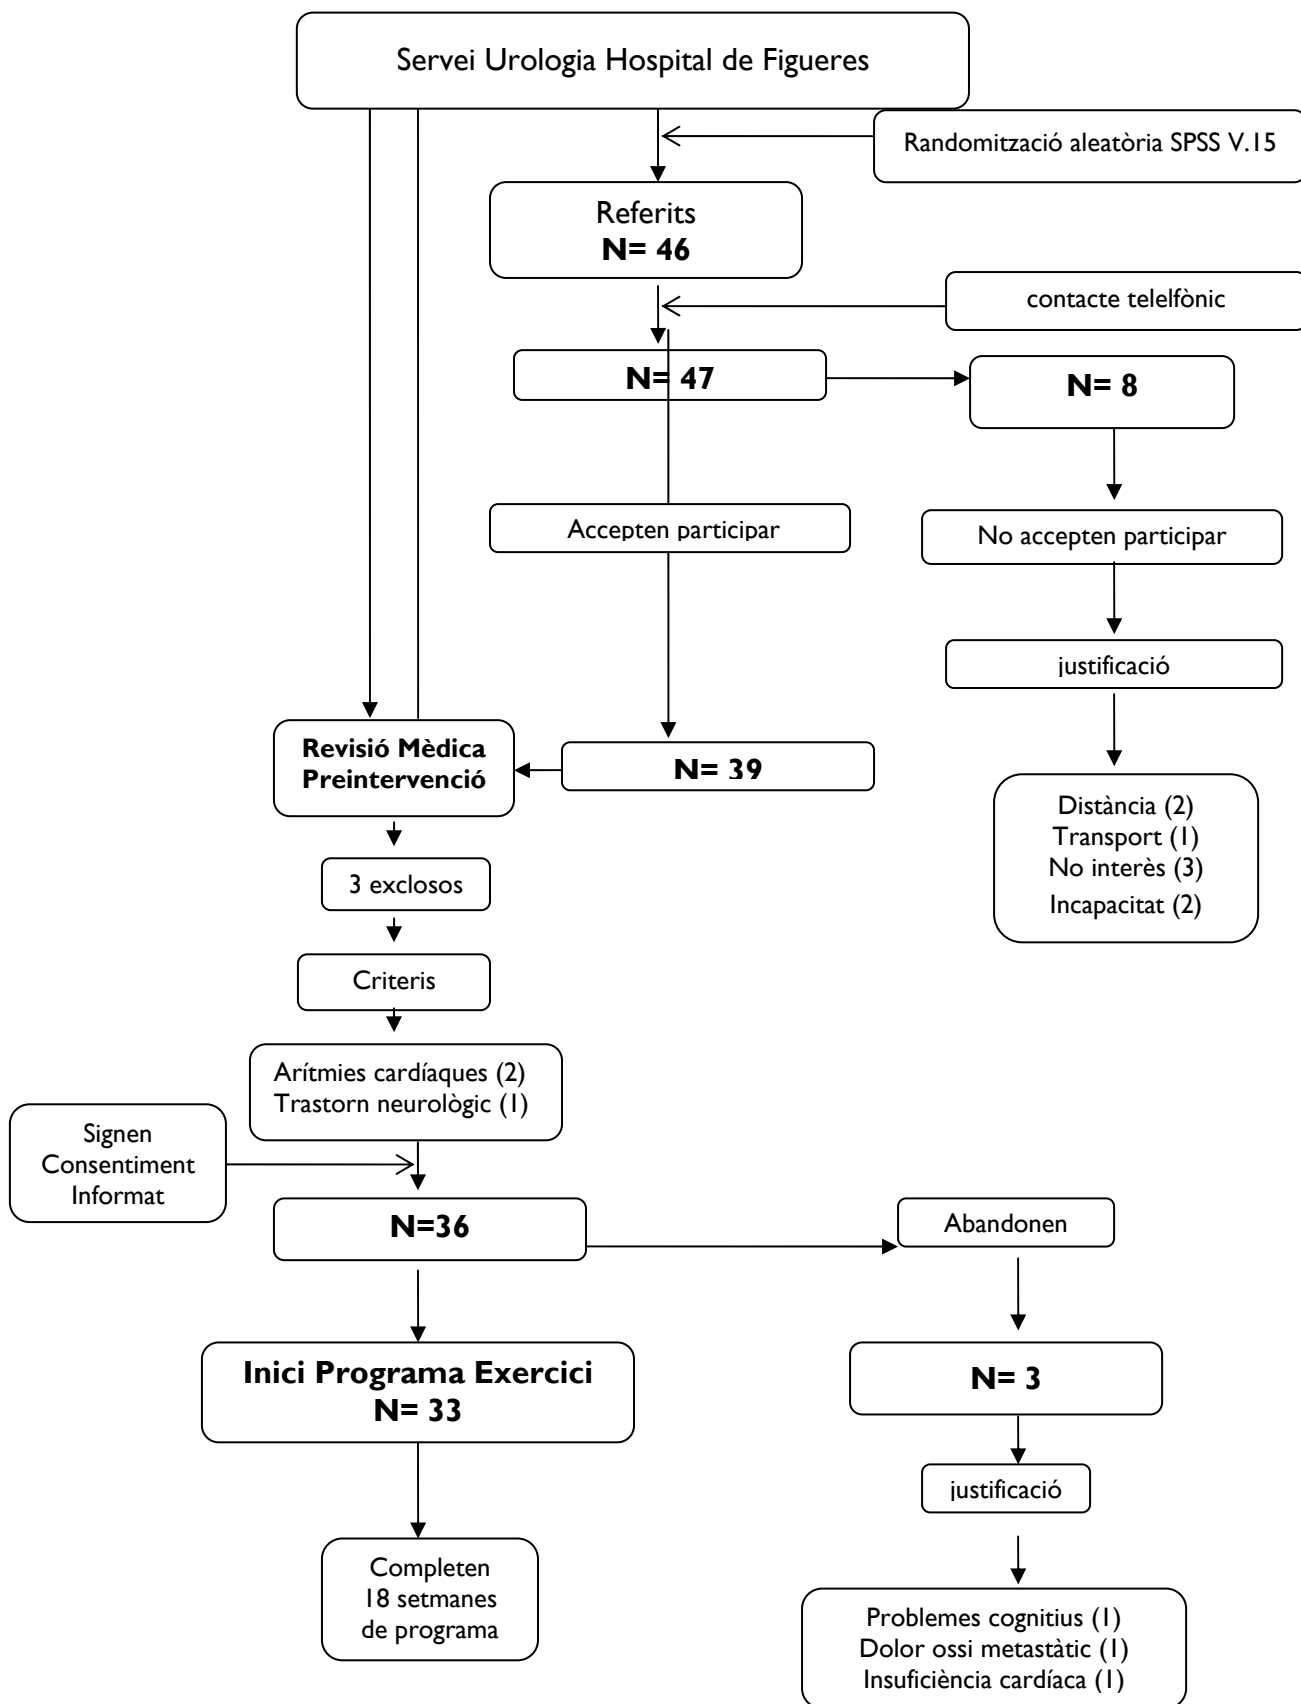 Servei Urologia Hospital de Figueres
Randomització aleatòria SPSS V.15
Referits
N= 46
contacte telelfònic
N= 47
N= 8
Accepten participar
No accepten participar
justificació
Revisió Mèdica
Preintervenció
N= 39
Distància (2)
Transport (1)
No interès (3)
Incapacitat (2)
3 exclosos
Criteris
Arítmies cardíaques (2)
Trastorn neurològic (1)
Signen
Consentiment
Informat
N=36
Abandonen
Inici Programa Exercici
N= 33
N= 3
justificació
Completen
18 setmanes
de programa
Problemes cognitius (1)
Dolor ossi metastàtic (1)
Insuficiència cardíaca (1)